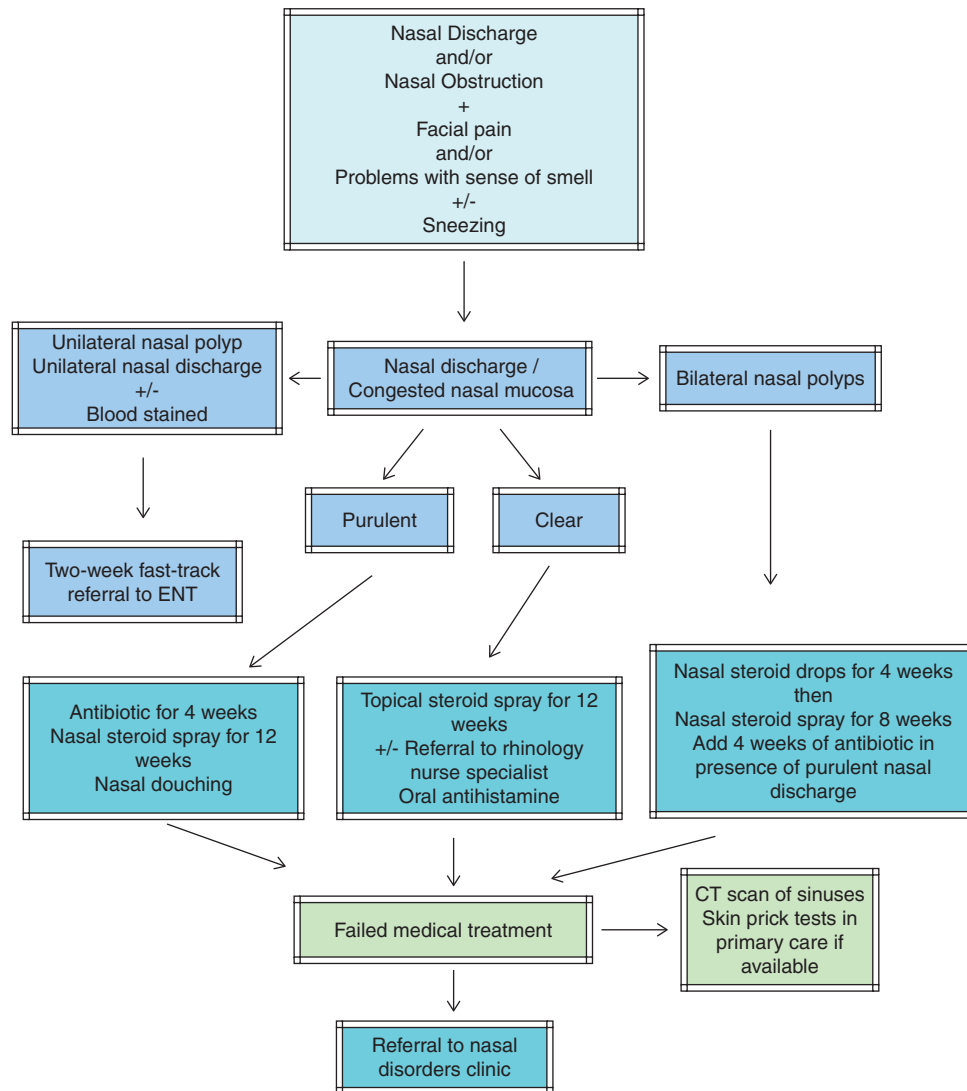 Nasal Discharge
and/or
Nasal Obstruction
+
Facial pain
and/or
Problems with sense of smell
+/-
Sneezing
Unilateral nasal polyp
Unilateral nasal discharge
+/-
Blood stained
Nasal discharge /
Congested nasal mucosa
Bilateral nasal polyps
Purulent
Clear
Two-week fast-track
referral to ENT
Antibiotic for 4 weeks
Nasal steroid spray for 12
weeks
Nasal douching
Topical steroid spray for 12
weeks
+/- Referral to rhinology
nurse specialist
Oral antihistamine
Nasal steroid drops for 4 weeks
then
Nasal steroid spray for 8 weeks
Add 4 weeks of antibiotic in
presence of purulent nasal
discharge
Failed medical treatment
CT scan of sinuses
Skin prick tests in
primary care if
available
Referral to nasal
disorders clinic